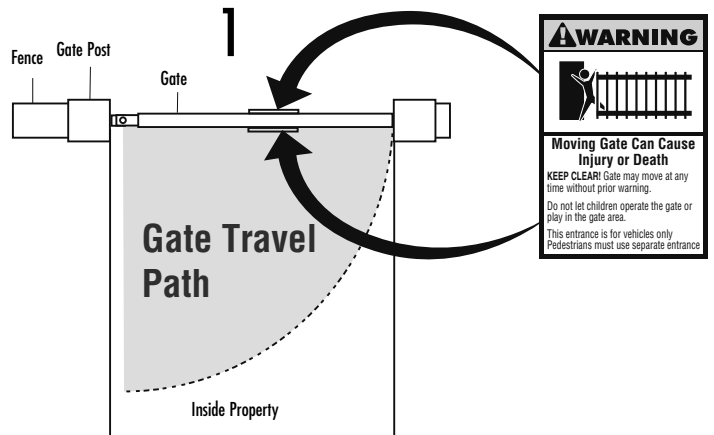 1
Fence
Gate Post
Gate
WARNING
Moving Gate Can Cause
Injury or Death
KEEP CLEAR! Gate may move at any
time without prior warning.
Do not let children operate the gate or
play in the gate area.
This entrance is for vehicles only
Pedestrians must use separate entrance
Gate Travel
Path
Inside Property